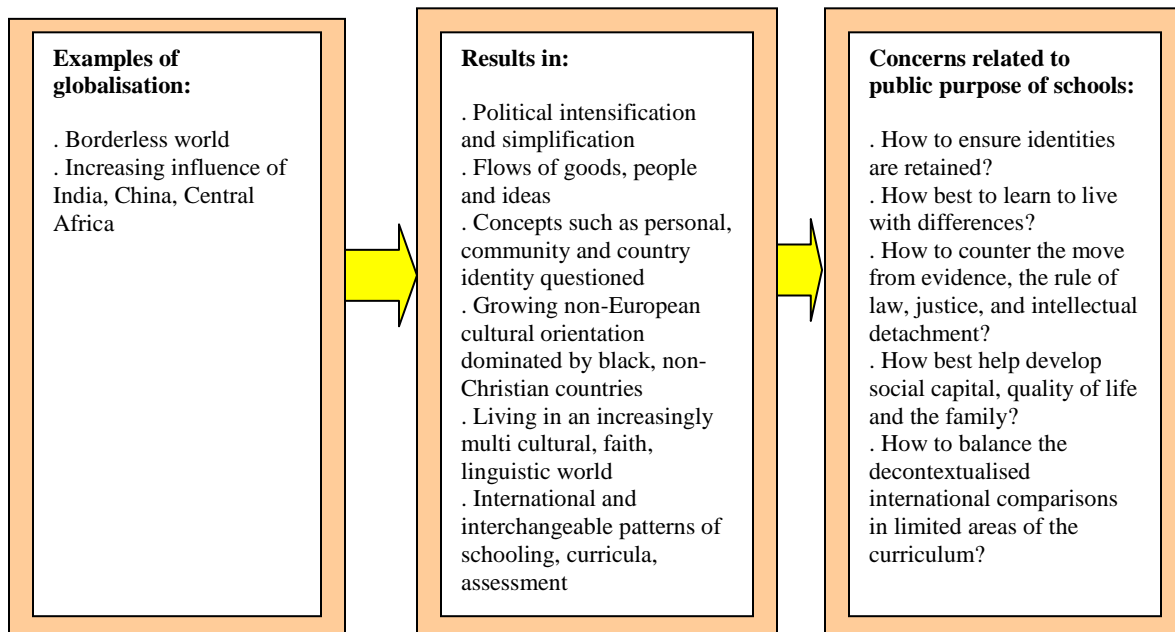 Examples of
globalisation:
. Borderless world
. Increasing influence of
India, China, Central
Africa
Results in:
. Political intensification
and simplification
. Flows of goods, people
and ideas
. Concepts such as personal,
community and country
identity questioned
. Growing non-European
cultural orientation
dominated by black, non-
Christian countries
. Living in an increasingly
multi cultural, faith,
linguistic world
. International and
interchangeable patterns of
schooling, curricula,
assessment
Concerns related to
public purpose of schools:
. How to ensure identities
are retained?
. How best to learn to live
with differences?
. How to counter the move
from evidence, the rule of
law, justice, and intellectual
detachment?
. How best help develop
social capital, quality of life
and the family?
. How to balance the
decontextualised
international comparisons
in limited areas of the
curriculum?